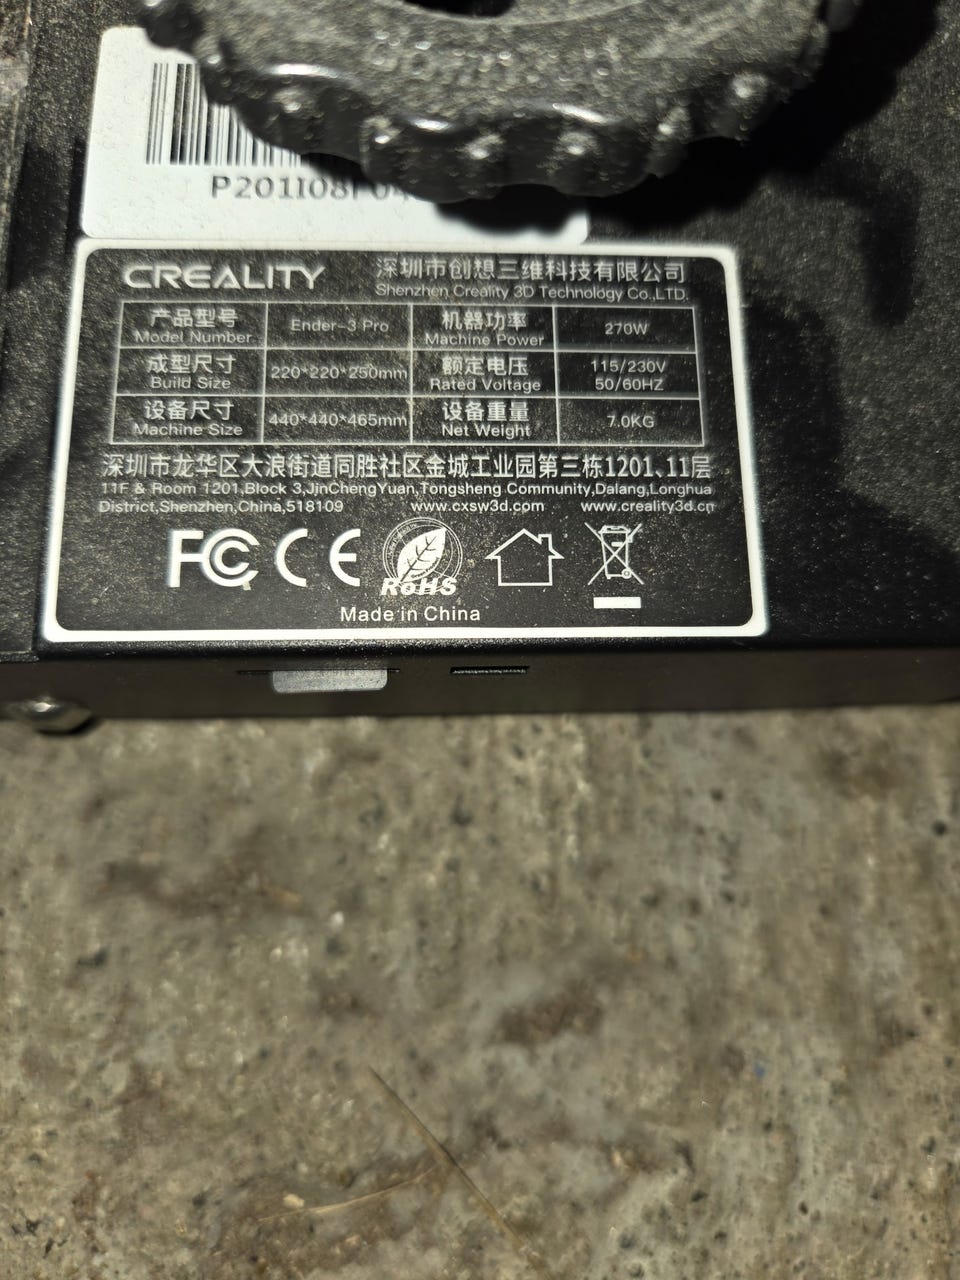 P201I08
CREALITY 深圳市创想三维科技有限公司
Shenzhen Creality 3D Technology Co.,LTD.
产品型号 Ender-3 Pro 机器功率 270W
Model Number Machine Power
成型尺寸 220*220*250mm 额定电压 115/230V
Build Size Rated Voltage 50/60HZ
设备尺寸 440*440*465mm 设备重量 7.0KG
Machine Size Net Weight
深圳市龙华区大浪街道同胜社区金城工业园第三栋1201、11层
11F & Room 1201,Block 3,JinChengYuan,Tongsheng Community,Dalang,Longhua
District,Shenzhen,China,518109 www.cxsw3d.com www.creality3d.cn
FC CE RoHS
Made in China